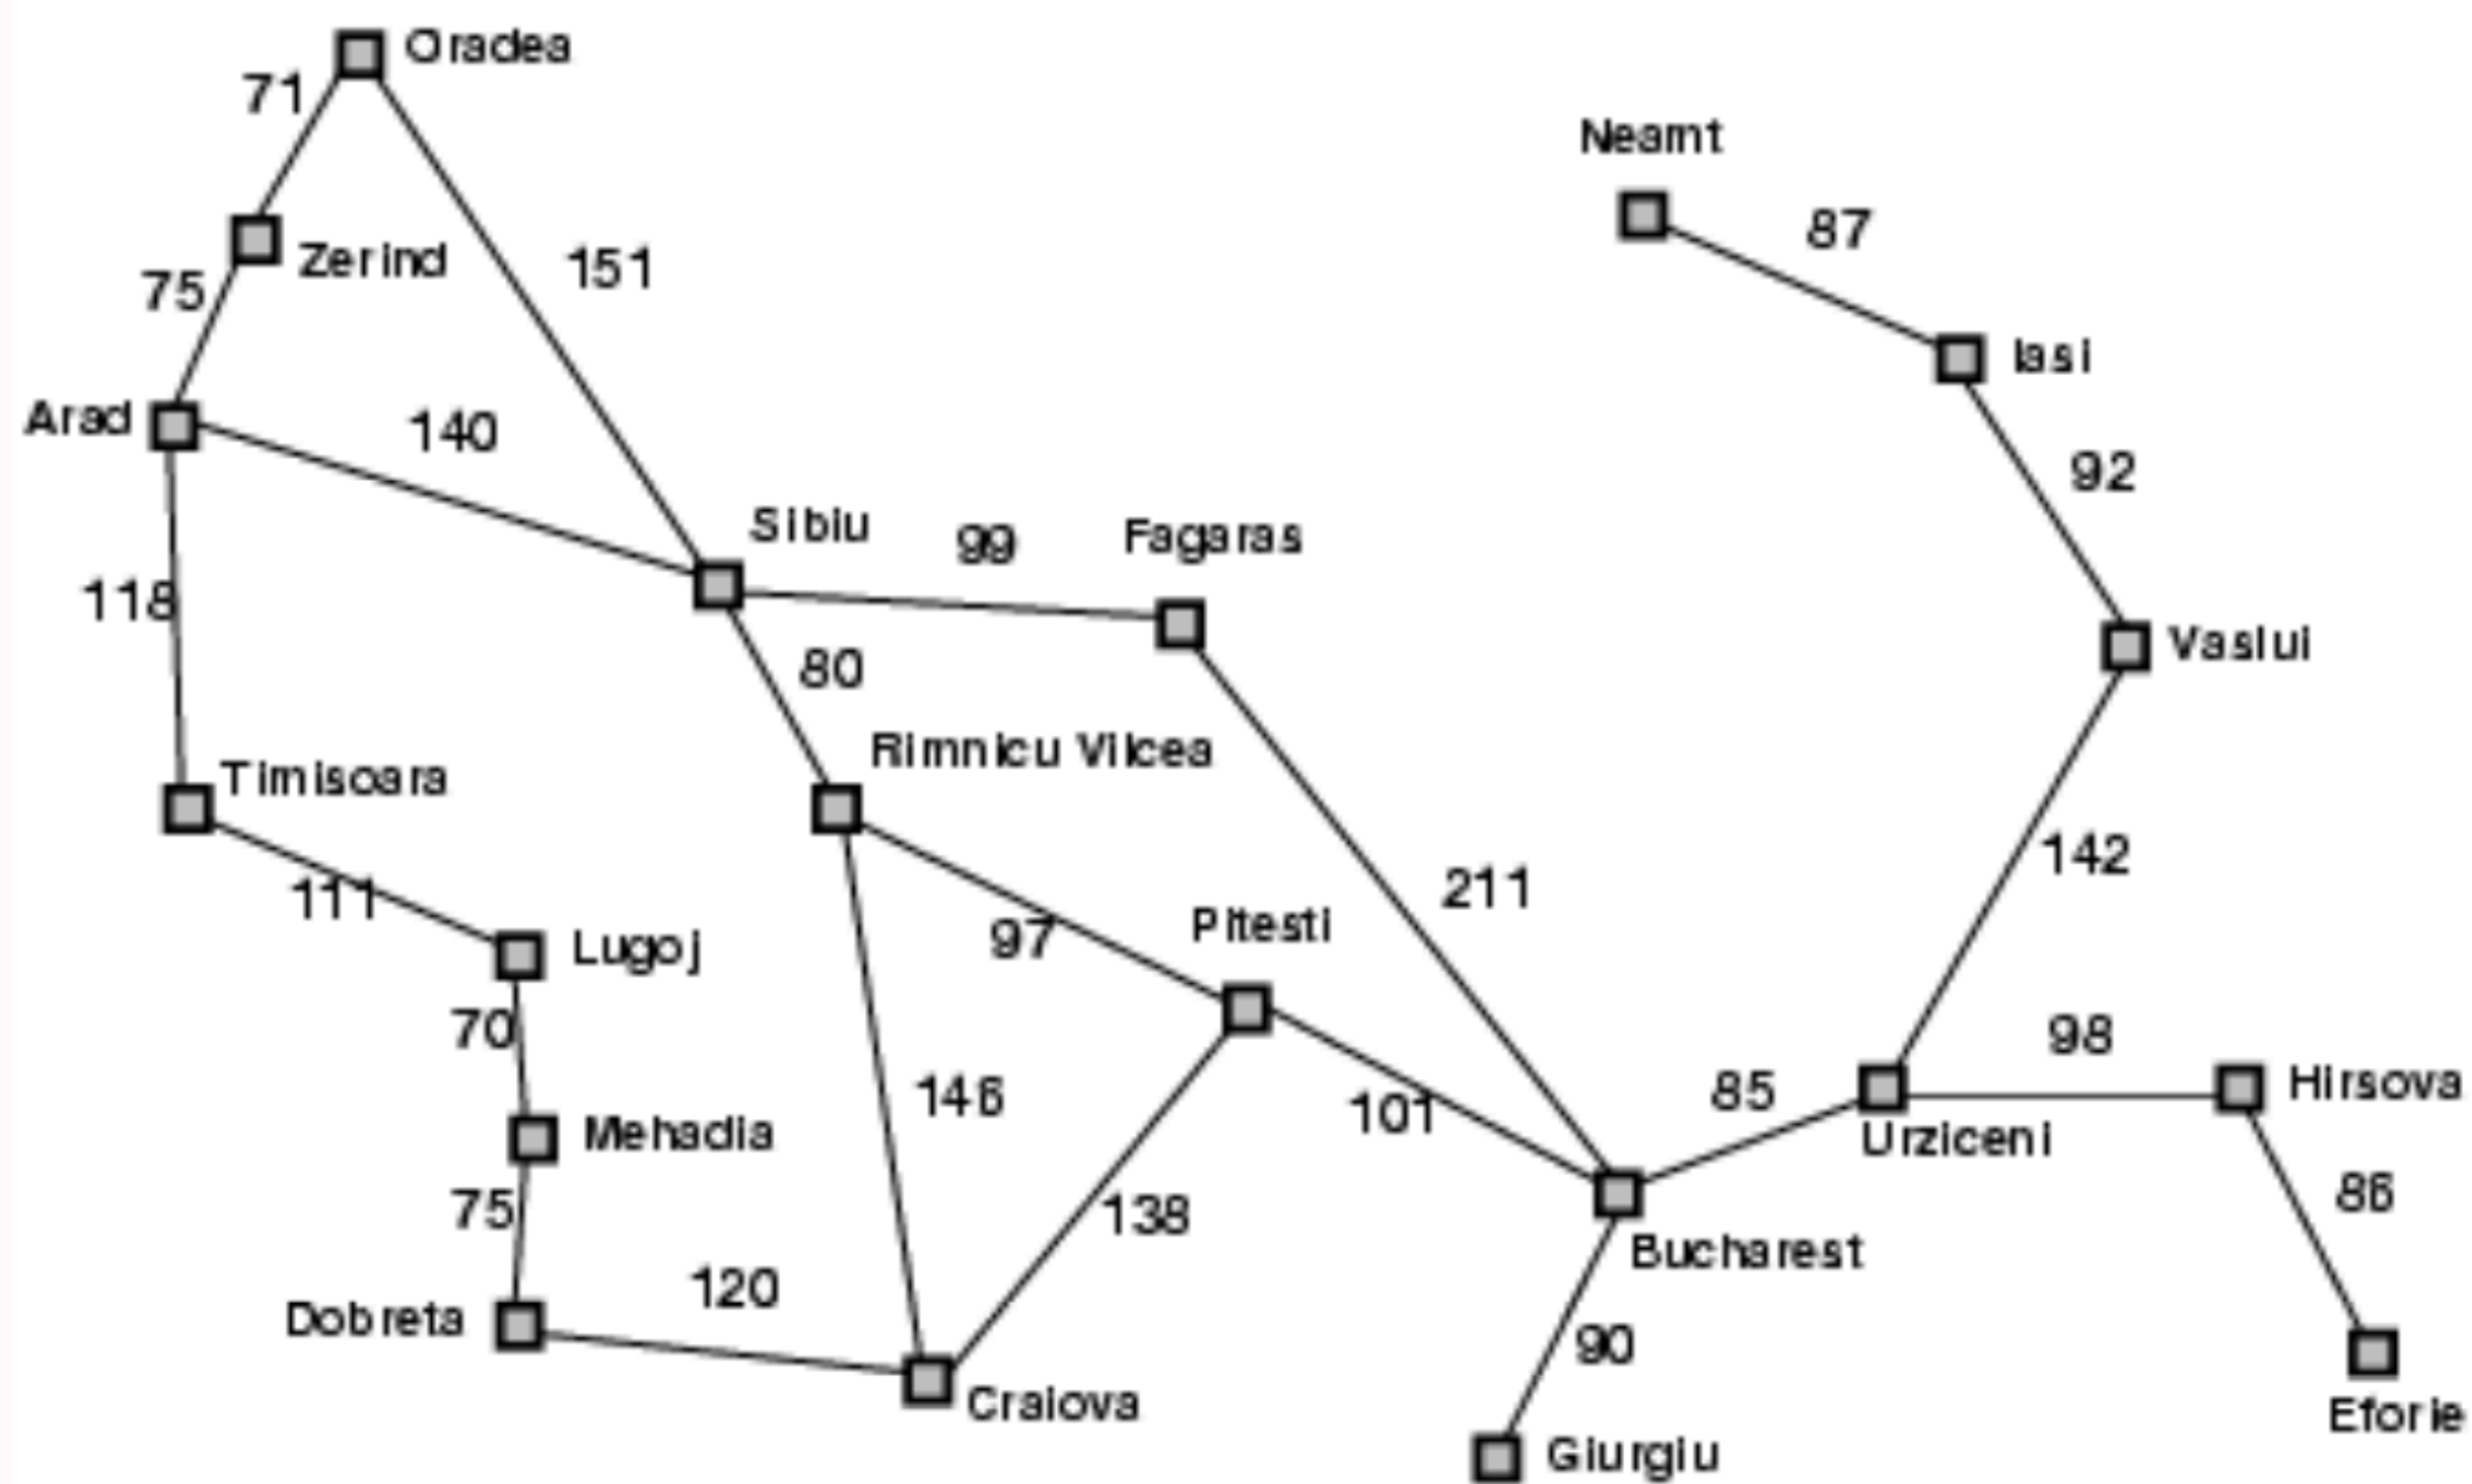 Oradea
71
Neamt
87
Zerind
151
75
Iasi
Arad
140
92
Sibiu
99
Fagaras
118
Vaslui
80
Rimnicu Vilcea
Timisoara
142
211
111
97
Pitesti
Lugoj
70
98
Hirsova
146
85
101
Mehadia
Urziceni
75
138
86
Bucharest
120
Dobreta
90
Craiova
Eforie
Giurgiu